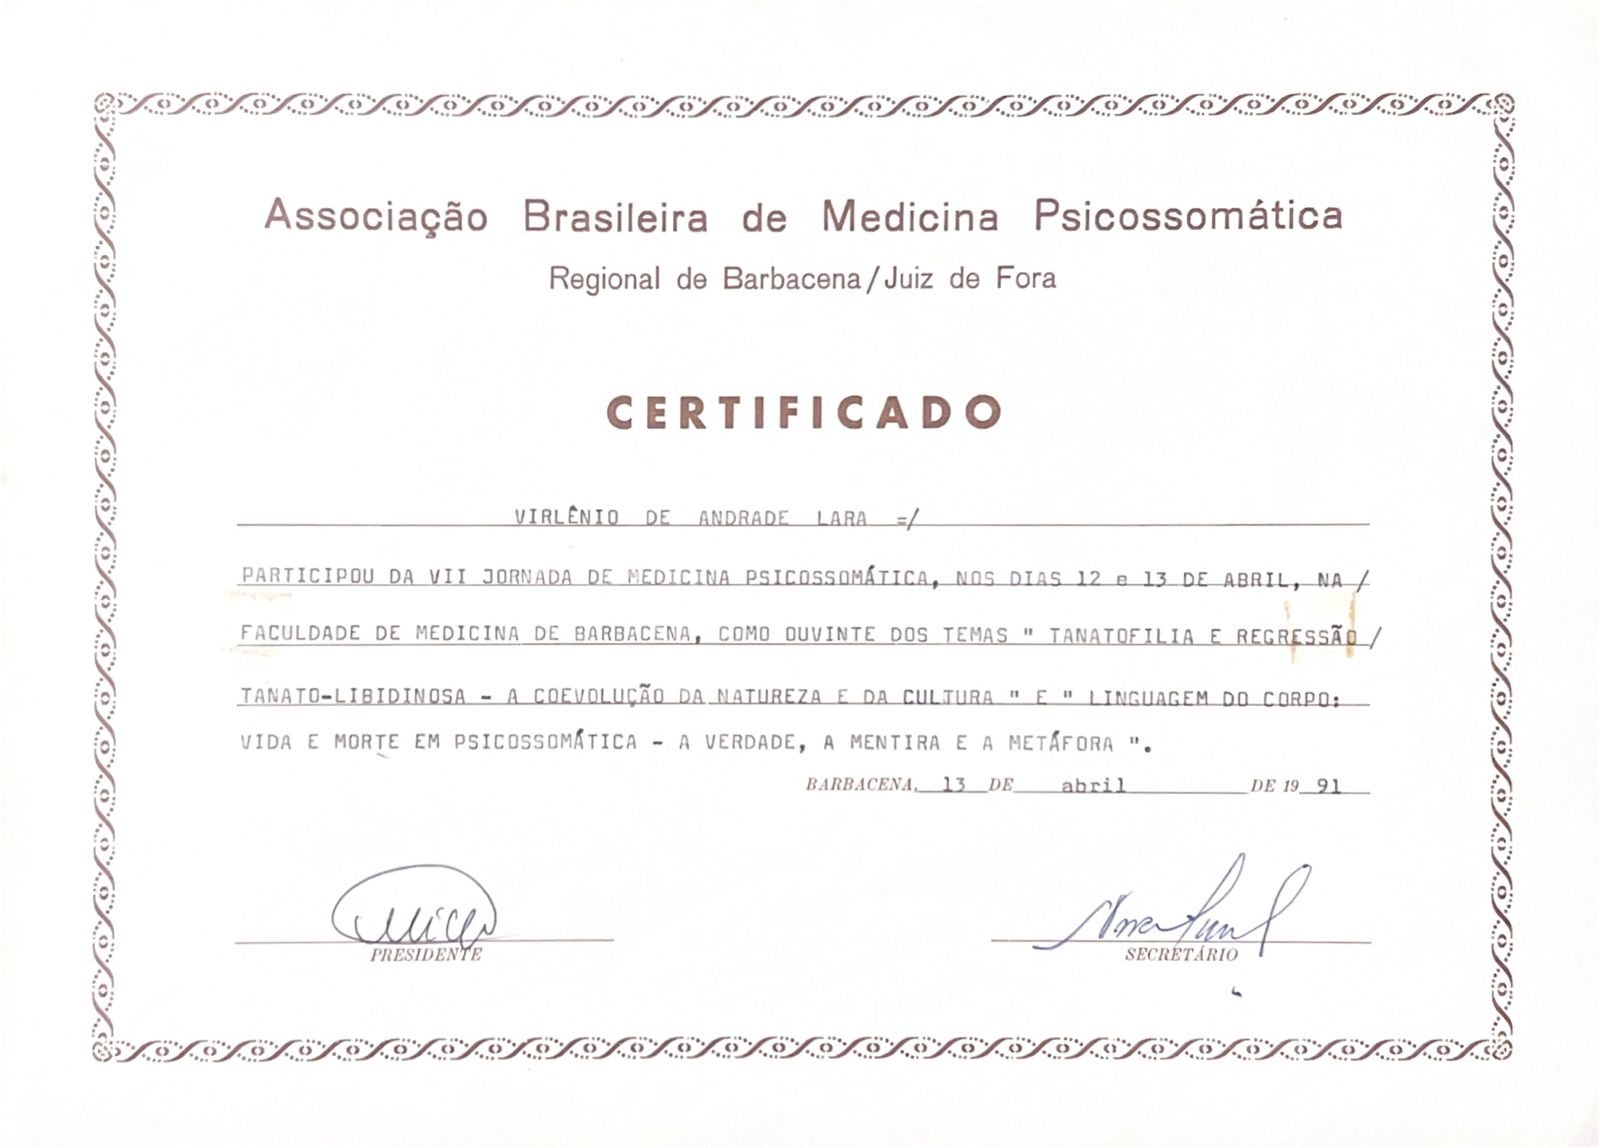 Associação Brasileira de Medicina Psicossomática
Regional de Barbacena/Juiz de Fora
CERTIFICADO
VIRLÊNIO DE ANDRADE LARA =/
PARTICIPOU DA VII JORNADA DE MEDICINA PSICOSSOMÁTICA, NOS DIAS 12 e 13 DE ABRIL, NA /
FACULDADE DE MEDICINA DE BARBACENA, COMO OUVINTE DOS TEMAS " TANATOFILIA E REGRESSÃO /
TANATO-LIBIDINOSA - A COEVOLUÇÃO DA NATUREZA E DA CULTURA " E " LINGUAGEM DO CORPO:
VIDA E MORTE EM PSICOSSOMÁTICA - A VERDADE, A MENTIRA E A METÁFORA ".
BARBACENA, 13 DE abril DE 19 91
PRESIDENTE
SECRETÁRIO